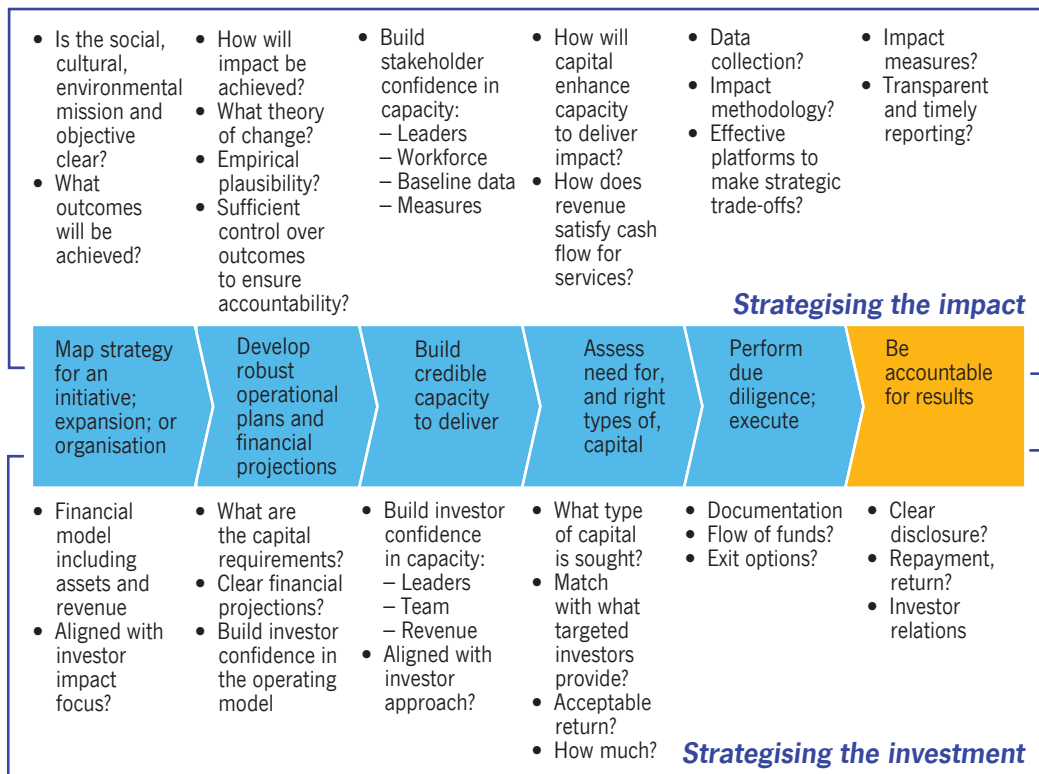 • Is the social,
cultural,
environmental
mission and
objective
clear?
• What
outcomes
will be
achieved?
• How will
impact be
achieved?
• What theory
of change?
• Empirical
plausibility?
• Sufficient
control over
outcomes
to ensure
accountability?
• Build
stakeholder
confidence in
capacity:
– Leaders
– Workforce
– Baseline data
– Measures
• How will
capital
enhance
capacity
to deliver
impact?
• How does
revenue
satisfy cash
flow for
services?
• Data
collection?
• Impact
methodology?
• Effective
platforms to
make strategic
trade-offs?
• Impact
measures?
• Transparent
and timely
reporting?
Strategising the impact
Map strategy
for an
initiative;
expansion; or
organisation
Develop
robust
operational
plans and
financial
projections
Build
credible
capacity
to deliver
Assess
need for,
and right
types of,
capital
Perform
due
diligence;
execute
Be
accountable
for results
• Financial
model
including
assets and
revenue
• Aligned with
investor
impact
focus?
• What are
the capital
requirements?
• Clear financial
projections?
• Build investor
confidence in
the operating
model
• Build investor
confidence
in capacity:
– Leaders
– Team
– Revenue
• Aligned with
investor
approach?
• What type
of capital
is sought?
• Match
with what
targeted
investors
provide?
• Acceptable
return?
• How much?
• Documentation
• Flow of funds?
• Exit options?
• Clear
disclosure?
• Repayment,
return?
• Investor
relations
Strategising the investment